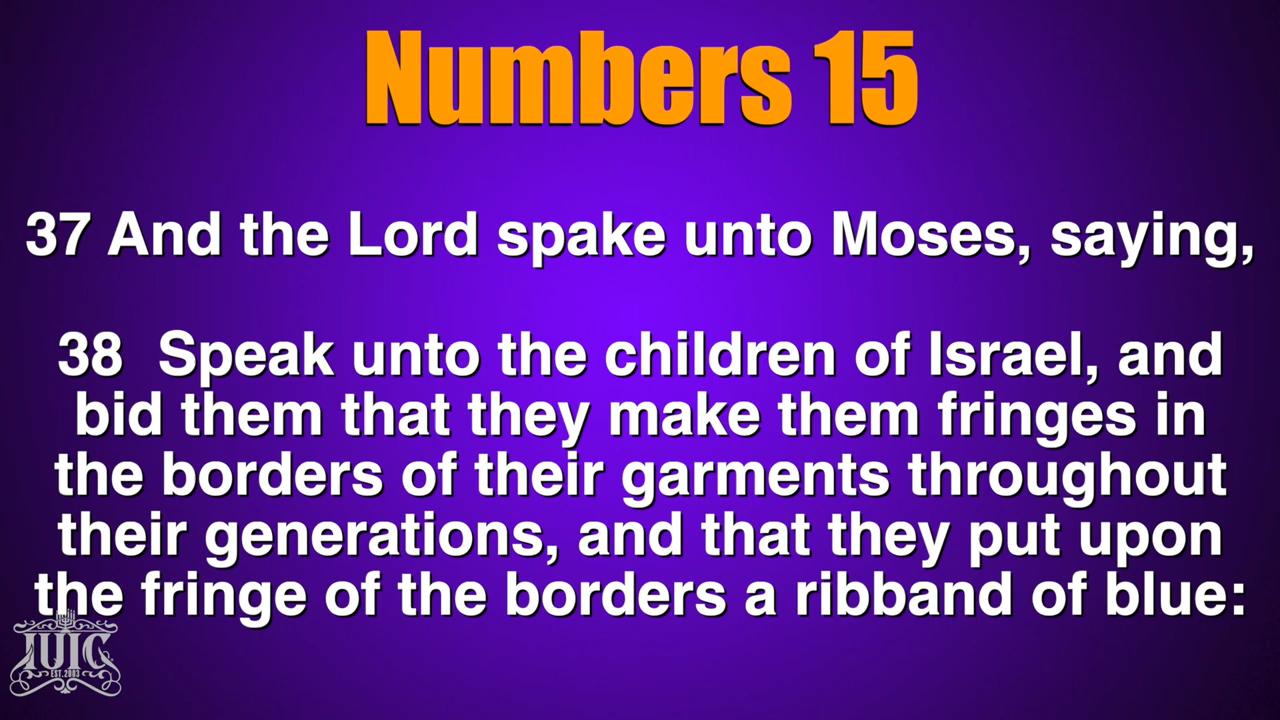 Numbers 15
37 And the Lord spake unto Moses, saying,
38 Speak unto the children of Israel, and
bid them that they make them fringes in
the borders of their garments throughout
their generations, and that they put upon
the fringe of the borders a ribband of blue:
IUIC
EST.2003